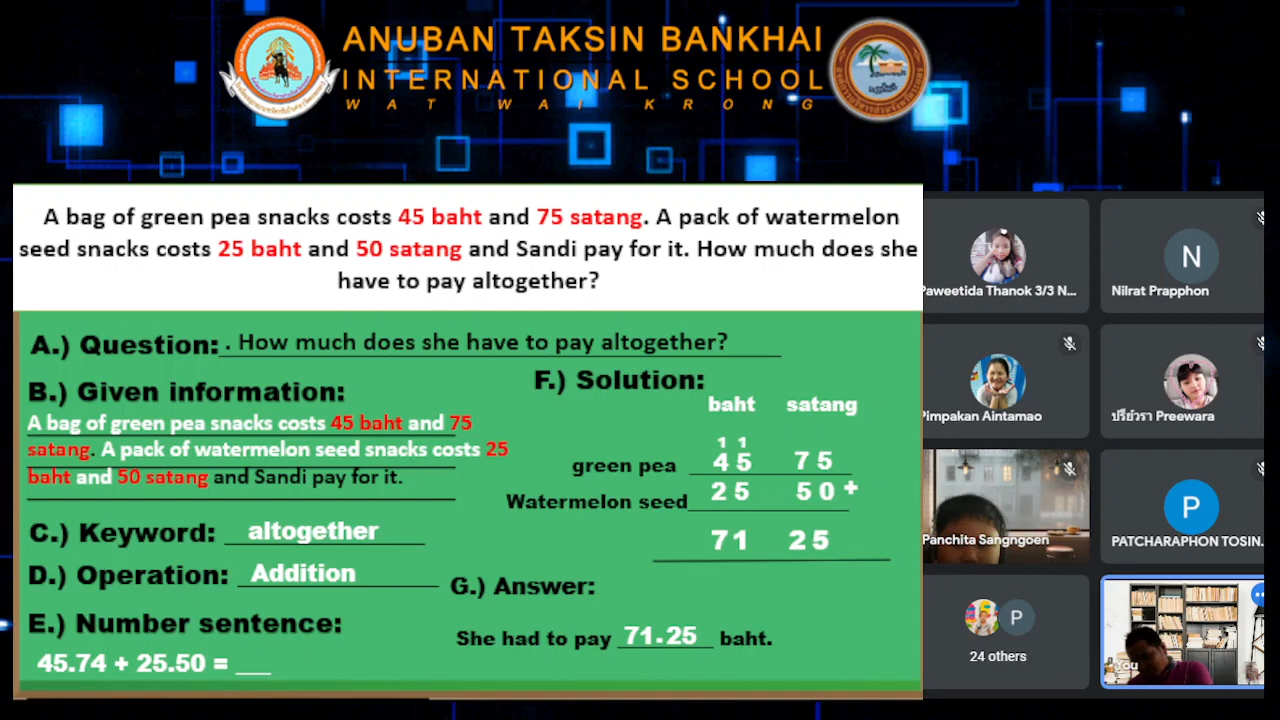 ANUBAN TAKSIN BANKHAI
INTERNATIONAL SCHOOL
WAT WAI KRONG
A bag of green pea snacks costs 45 baht and 75 satang. A pack of watermelon
seed snacks costs 25 baht and 50 satang and Sandi pay for it. How much does she
have to pay altogether?
A.) Question: . How much does she have to pay altogether?
B.) Given information:
A bag of green pea snacks costs 45 baht and 75
satang. A pack of watermelon seed snacks costs 25
baht and 50 satang and Sandi pay for it.
C.) Keyword: altogether
D.) Operation: Addition
E.) Number sentence:
45.74 + 25.50 = ___
F.) Solution:
baht satang
1 1
green pea 45 75
Watermelon seed 25 50 +
71 25
G.) Answer:
She had to pay 71.25 baht.
Paweetida Thanok 3/3 N...
N
Nilrat Prapphon
Pimpakan Aintamao
ปรีย์วรา Preewara
Panchita Sangngoen
P
PATCHARAPHON TOSIN...
P
24 others
You